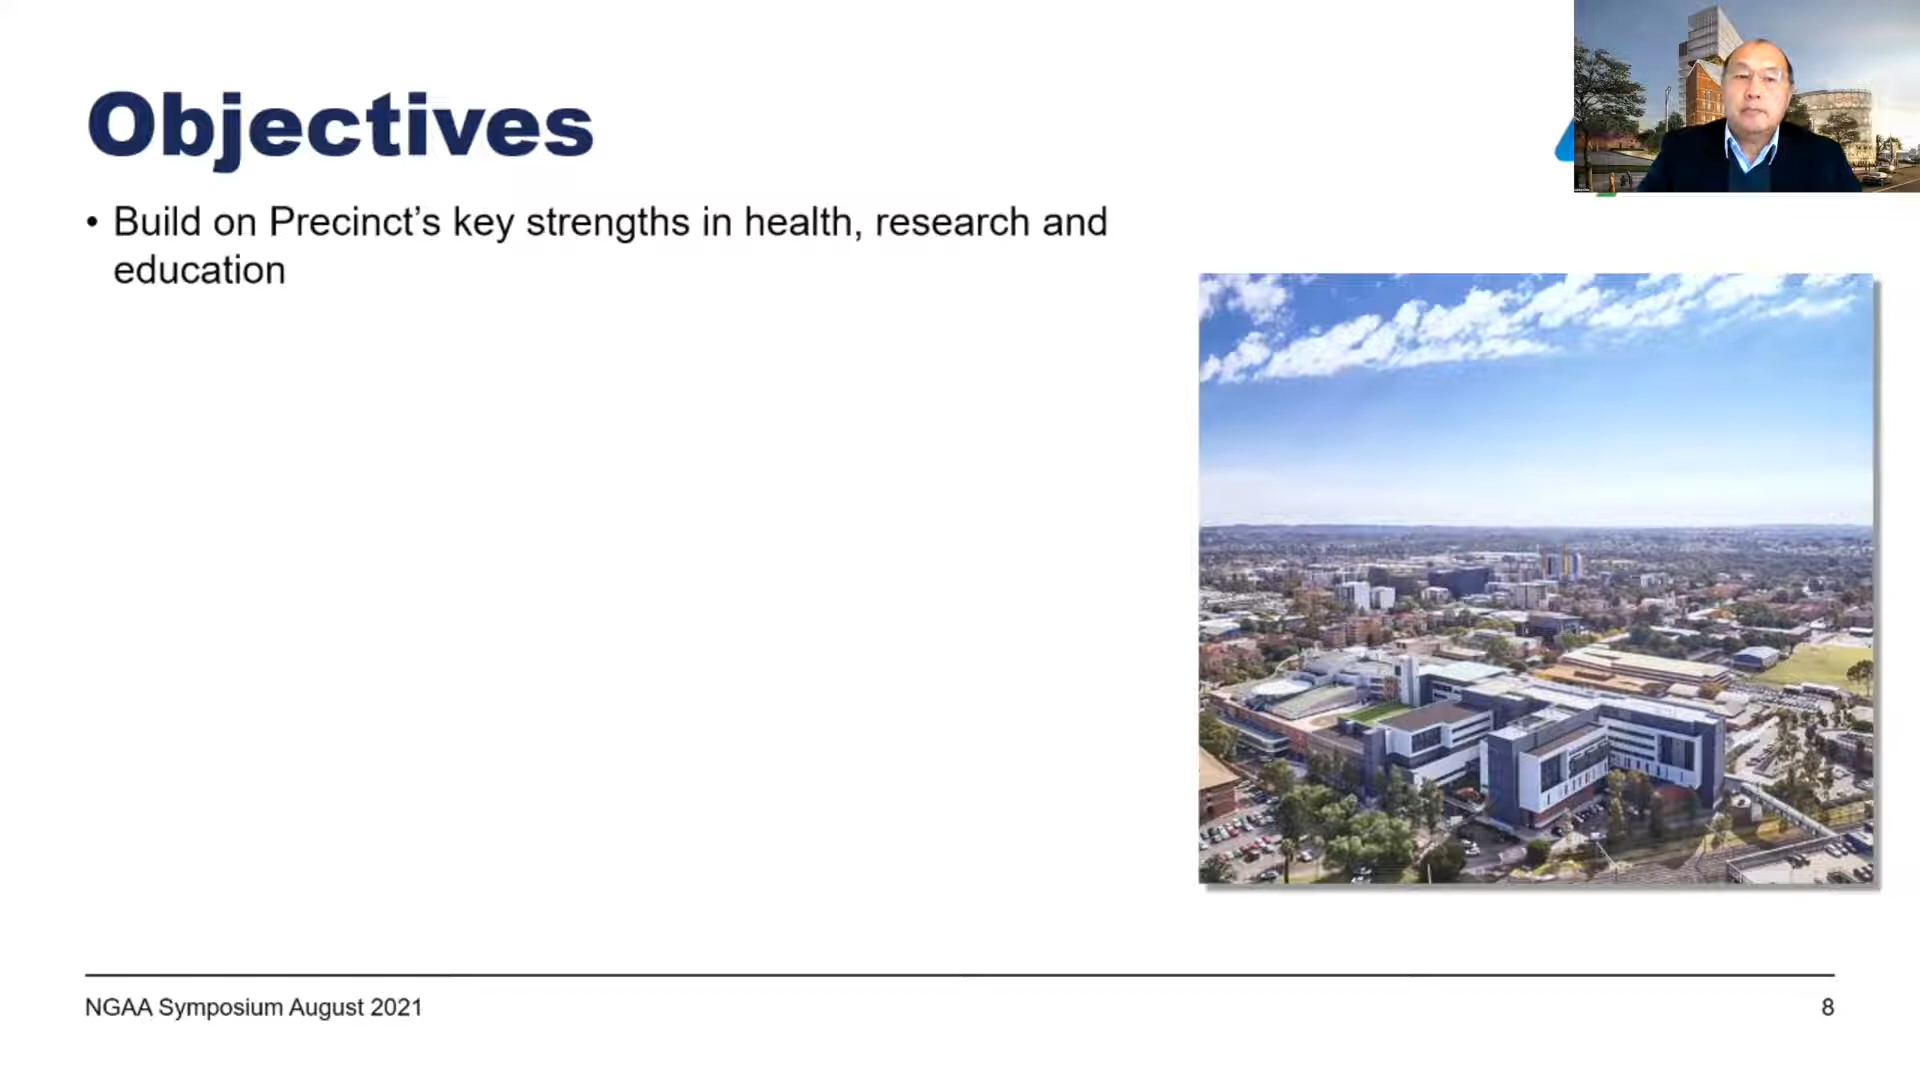 Objectives
• Build on Precinct’s key strengths in health, research and
education
NGAA Symposium August 2021
8